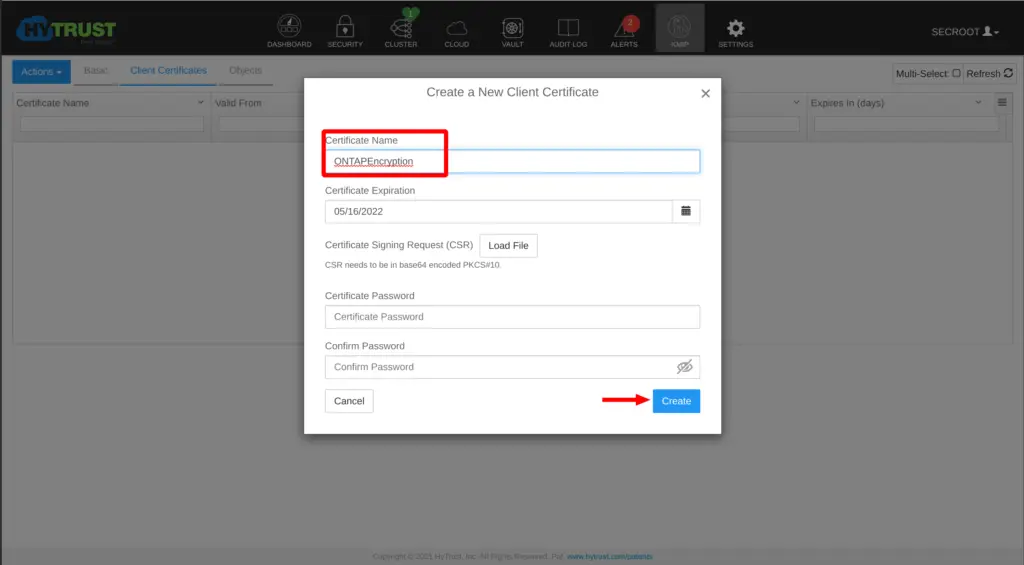 HYTRUST
DASHBOARD
SECURITY
1
CLUSTER
CLOUD
VAULT
AUDIT LOG
2
ALERTS
KMIP
SETTINGS
SECROOT
Actions
Basic
Client Certificates
Objects
Multi-Select:
Refresh
Certificate Name
Valid From
Expires In (days)
Create a New Client Certificate
Certificate Name
ONTAPEncryption
Certificate Expiration
05/16/2022
Certificate Signing Request (CSR)
Load File
CSR needs to be in base64 encoded PKCS#10.
Certificate Password
Certificate Password
Confirm Password
Confirm Password
Cancel
Create
Copyright © 2021 HyTrust, Inc. All Rights Reserved. Pat. www.hytrust.com/patents